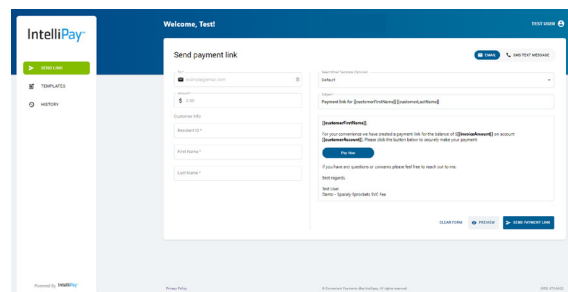 IntelliPay
Welcome, Test!
TEST USER
SEND LINK
TEMPLATES
HISTORY
Send payment link
EMAIL
SMS TEXT MESSAGE
example@email.com
$ 0.00
Customer Info
Resident ID *
First Name *
Last Name *
Default
Payment link for [[customerFirstName]] [[customerLastName]]
[[customerFirstName]],
For your convenience we have created a payment link for the balance of $[[invoiceAmount]] on account
[[customerAccount]]. Please click the button below to securely make your payment.
Pay Now
If you have any questions or concerns please feel free to reach out to me.
Best regards,
Test User
Demo - Spacely Sprockets SVC Fee
CLEAR FORM
PREVIEW
SEND PAYMENT LINK
Powered by IntelliPay
Privacy Policy